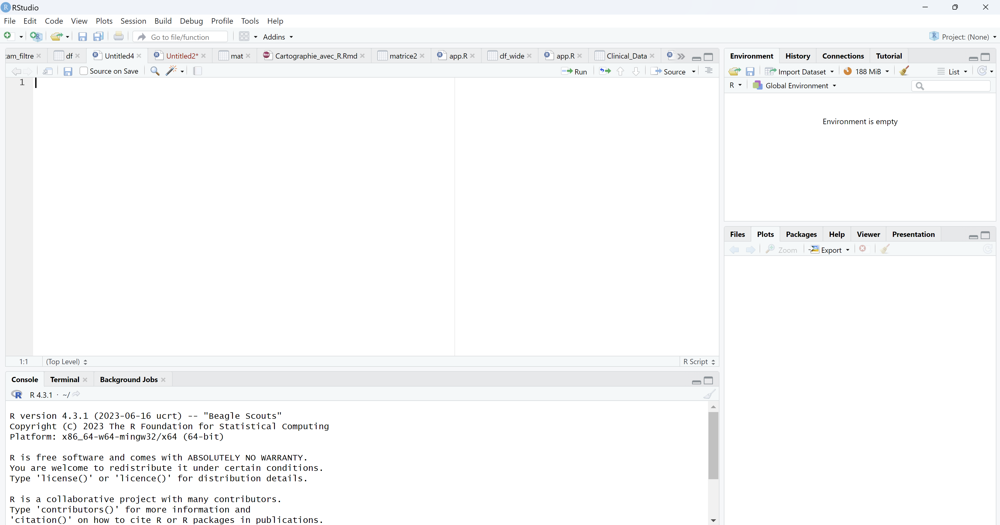 RStudio
File Edit Code View Plots Session Build Debug Profile Tools Help
Go to file/function Addins Project: (None)
tam_filtre df Untitled4 Untitled2* mat Cartographie_avec_R.Rmd matrice2 app.R df_wide app.R Clinical_Data
Source on Save Run Source
1
1:1 (Top Level) R Script
Environment History Connections Tutorial
Import Dataset 188 MiB List
R Global Environment
Environment is empty
Files Plots Packages Help Viewer Presentation
Zoom Export
Console Terminal Background Jobs
R 4.3.1 · ~/
R version 4.3.1 (2023-06-16 ucrt) -- "Beagle Scouts"
Copyright (C) 2023 The R Foundation for Statistical Computing
Platform: x86_64-w64-mingw32/x64 (64-bit)
R is free software and comes with ABSOLUTELY NO WARRANTY.
You are welcome to redistribute it under certain conditions.
Type 'license()' or 'licence()' for distribution details.
R is a collaborative project with many contributors.
Type 'contributors()' for more information and
'citation()' on how to cite R or R packages in publications.